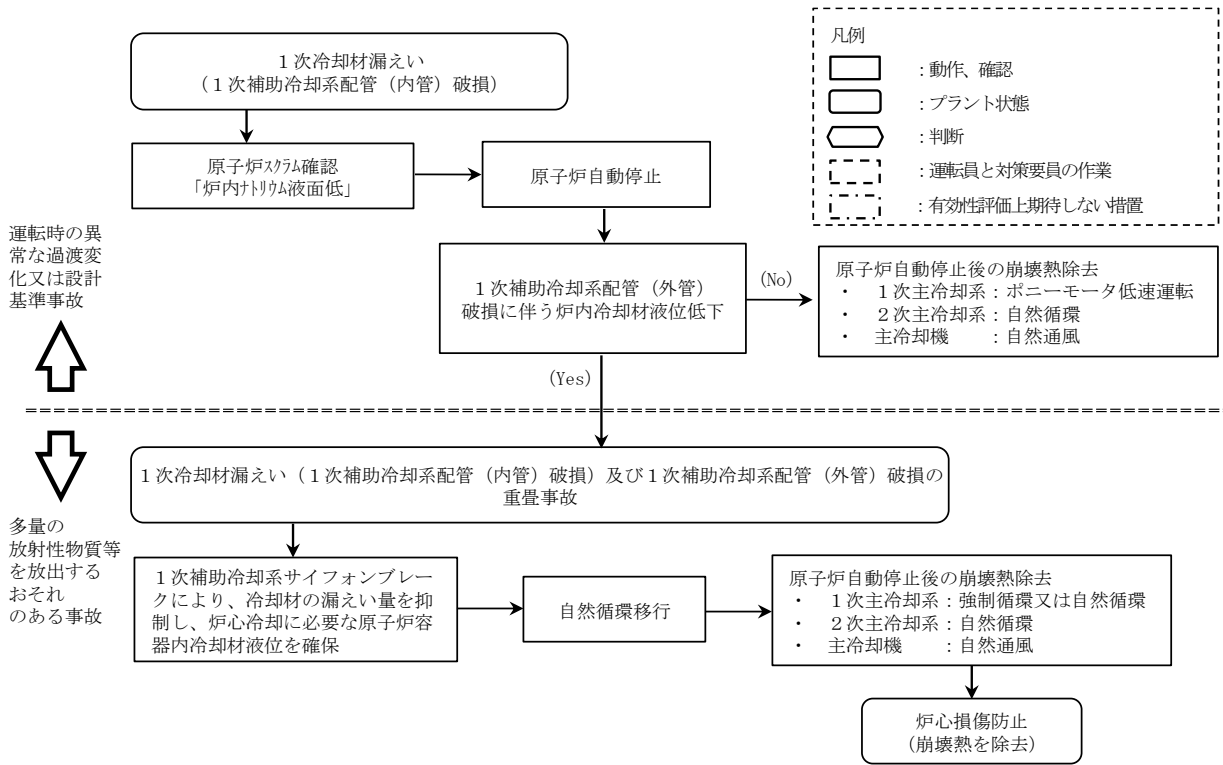 １次冷却材漏えい
（１次補助冷却系配管（内管）破損）
原子炉ｽｸﾗﾑ確認
「炉内ﾅﾄﾘｳﾑ液面低」
原子炉自動停止
凡例
：動作、確認
：プラント状態
：判断
：運転員と対策要員の作業
：有効性評価上期待しない措置
運転時の異
常な過渡変
化又は設計
基準事故
１次補助冷却系配管（外管）
破損に伴う炉内冷却材液位低下
(No)
原子炉自動停止後の崩壊熱除去
・　１次主冷却系：ポニーモータ低速運転
・　２次主冷却系：自然循環
・　主冷却機　　：自然通風
(Yes)
多量の
放射性物質等
を放出する
おそれ
のある事故
１次冷却材漏えい（１次補助冷却系配管（内管）破損）及び１次補助冷却系配管（外管）破損の
重畳事故
１次補助冷却系サイフォンブレー
クにより、冷却材の漏えい量を抑
制し、炉心冷却に必要な原子炉容
器内冷却材液位を確保
自然循環移行
原子炉自動停止後の崩壊熱除去
・　１次主冷却系：強制循環又は自然循環
・　２次主冷却系：自然循環
・　主冷却機　　：自然通風
炉心損傷防止
(崩壊熱を除去)